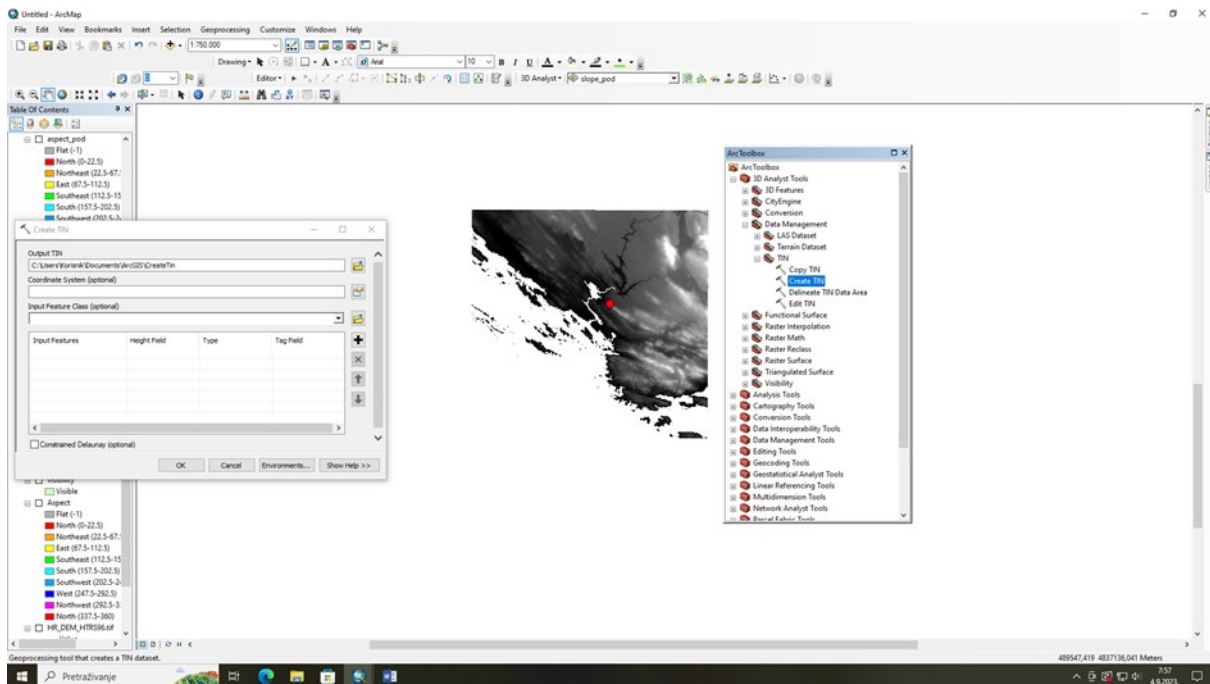 Untitled - ArcMap
File Edit View Bookmarks Insert Selection Geoprocessing Customize Windows Help
1:750.000
Drawing Arial 10 B I U A
Editor 3D Analyst slope_pod
Table Of Contents
aspect_pod
Flat (-1)
North (0-22.5)
Northeast (22.5-67.
East (67.5-112.5)
Southeast (112.5-15
South (157.5-202.5)
Southwest (202.5-2
Create TIN
Output TIN
C:\Users\Korisnik\Documents\ArcGIS\CreateTin
Coordinate System (optional)
Input Feature Class (optional)
Input Features Height Field Type Tag Field
Constrained Delaunay (optional)
OK Cancel Environments... Show Help >>
Visible
Aspect
Flat (-1)
North (0-22.5)
Northeast (22.5-67.
East (67.5-112.5)
Southeast (112.5-15
South (157.5-202.5)
Southwest (202.5-2
West (247.5-292.5)
Northwest (292.5-3
North (337.5-360)
HR_DEM_HTRS96.tif
ArcToolbox
ArcToolbox
3D Analyst Tools
3D Features
CityEngine
Conversion
Data Management
LAS Dataset
Terrain Dataset
TIN
Copy TIN
Create TIN
Delineate TIN Data Area
Edit TIN
Functional Surface
Raster Interpolation
Raster Math
Raster Reclass
Raster Surface
Triangulated Surface
Visibility
Analysis Tools
Cartography Tools
Conversion Tools
Data Interoperability Tools
Data Management Tools
Editing Tools
Geocoding Tools
Geostatistical Analyst Tools
Linear Referencing Tools
Multidimension Tools
Network Analyst Tools
Parcel Fabric Tools
Geoprocessing tool that creates a TIN dataset.
489547,419 4837136,041 Meters
Pretraživanje
7:57
4.9.2023.